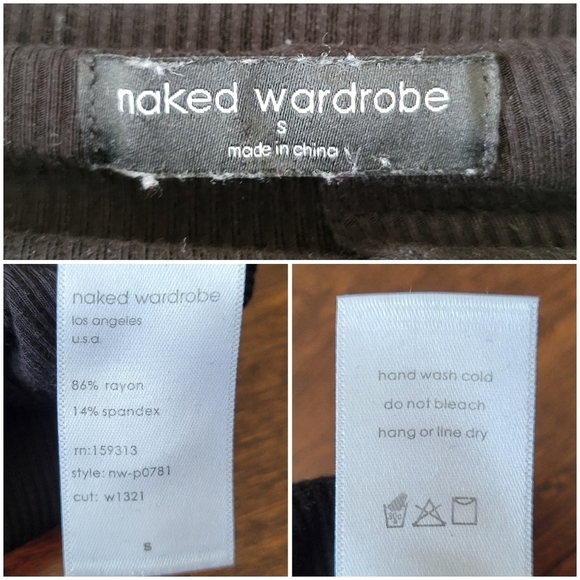 naked wardrobe
s
made in china
naked wardrobe
los angeles
u.s.a.
86% rayon
14% spandex
rn:159313
style: nw-p0781
cut: w1321
s
hand wash cold
do not bleach
hang or line dry